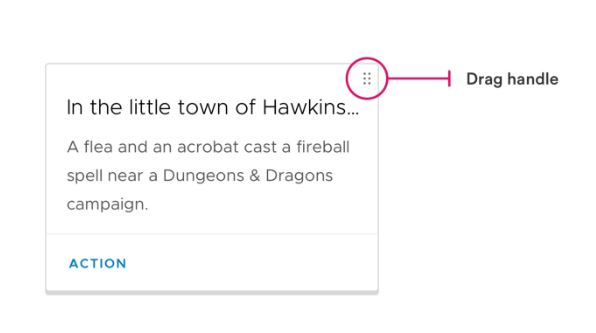 Drag handle
In the little town of Hawkins...
A flea and an acrobat cast a fireball
spell near a Dungeons & Dragons
campaign.
ACTION